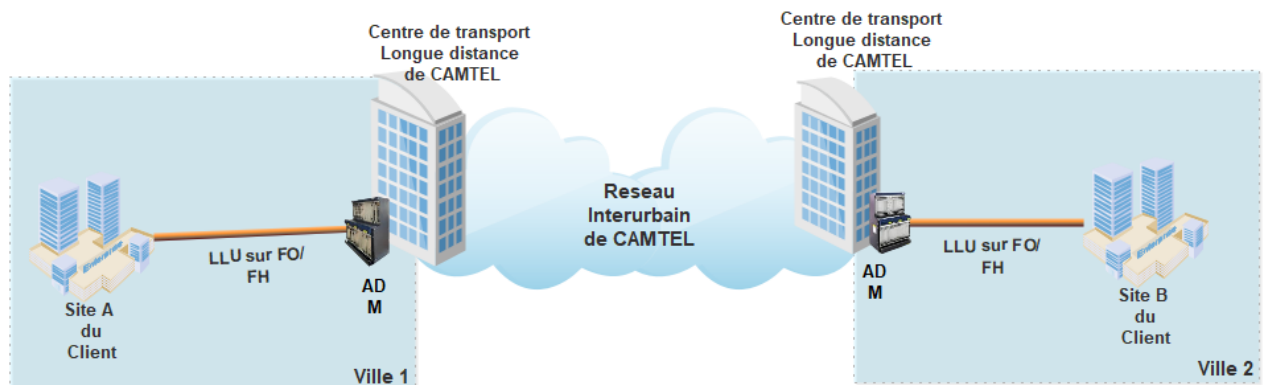 Centre de transport
Longue distance
de CAMTEL
Centre de transport
Longue distance
de CAMTEL
Reseau
Interurbain
de CAMTEL
LLU sur FO/
FH
AD
M
Site A
du
Client
Ville 1
AD
M
LLU sur FO/
FH
Site B
du
Client
Ville 2